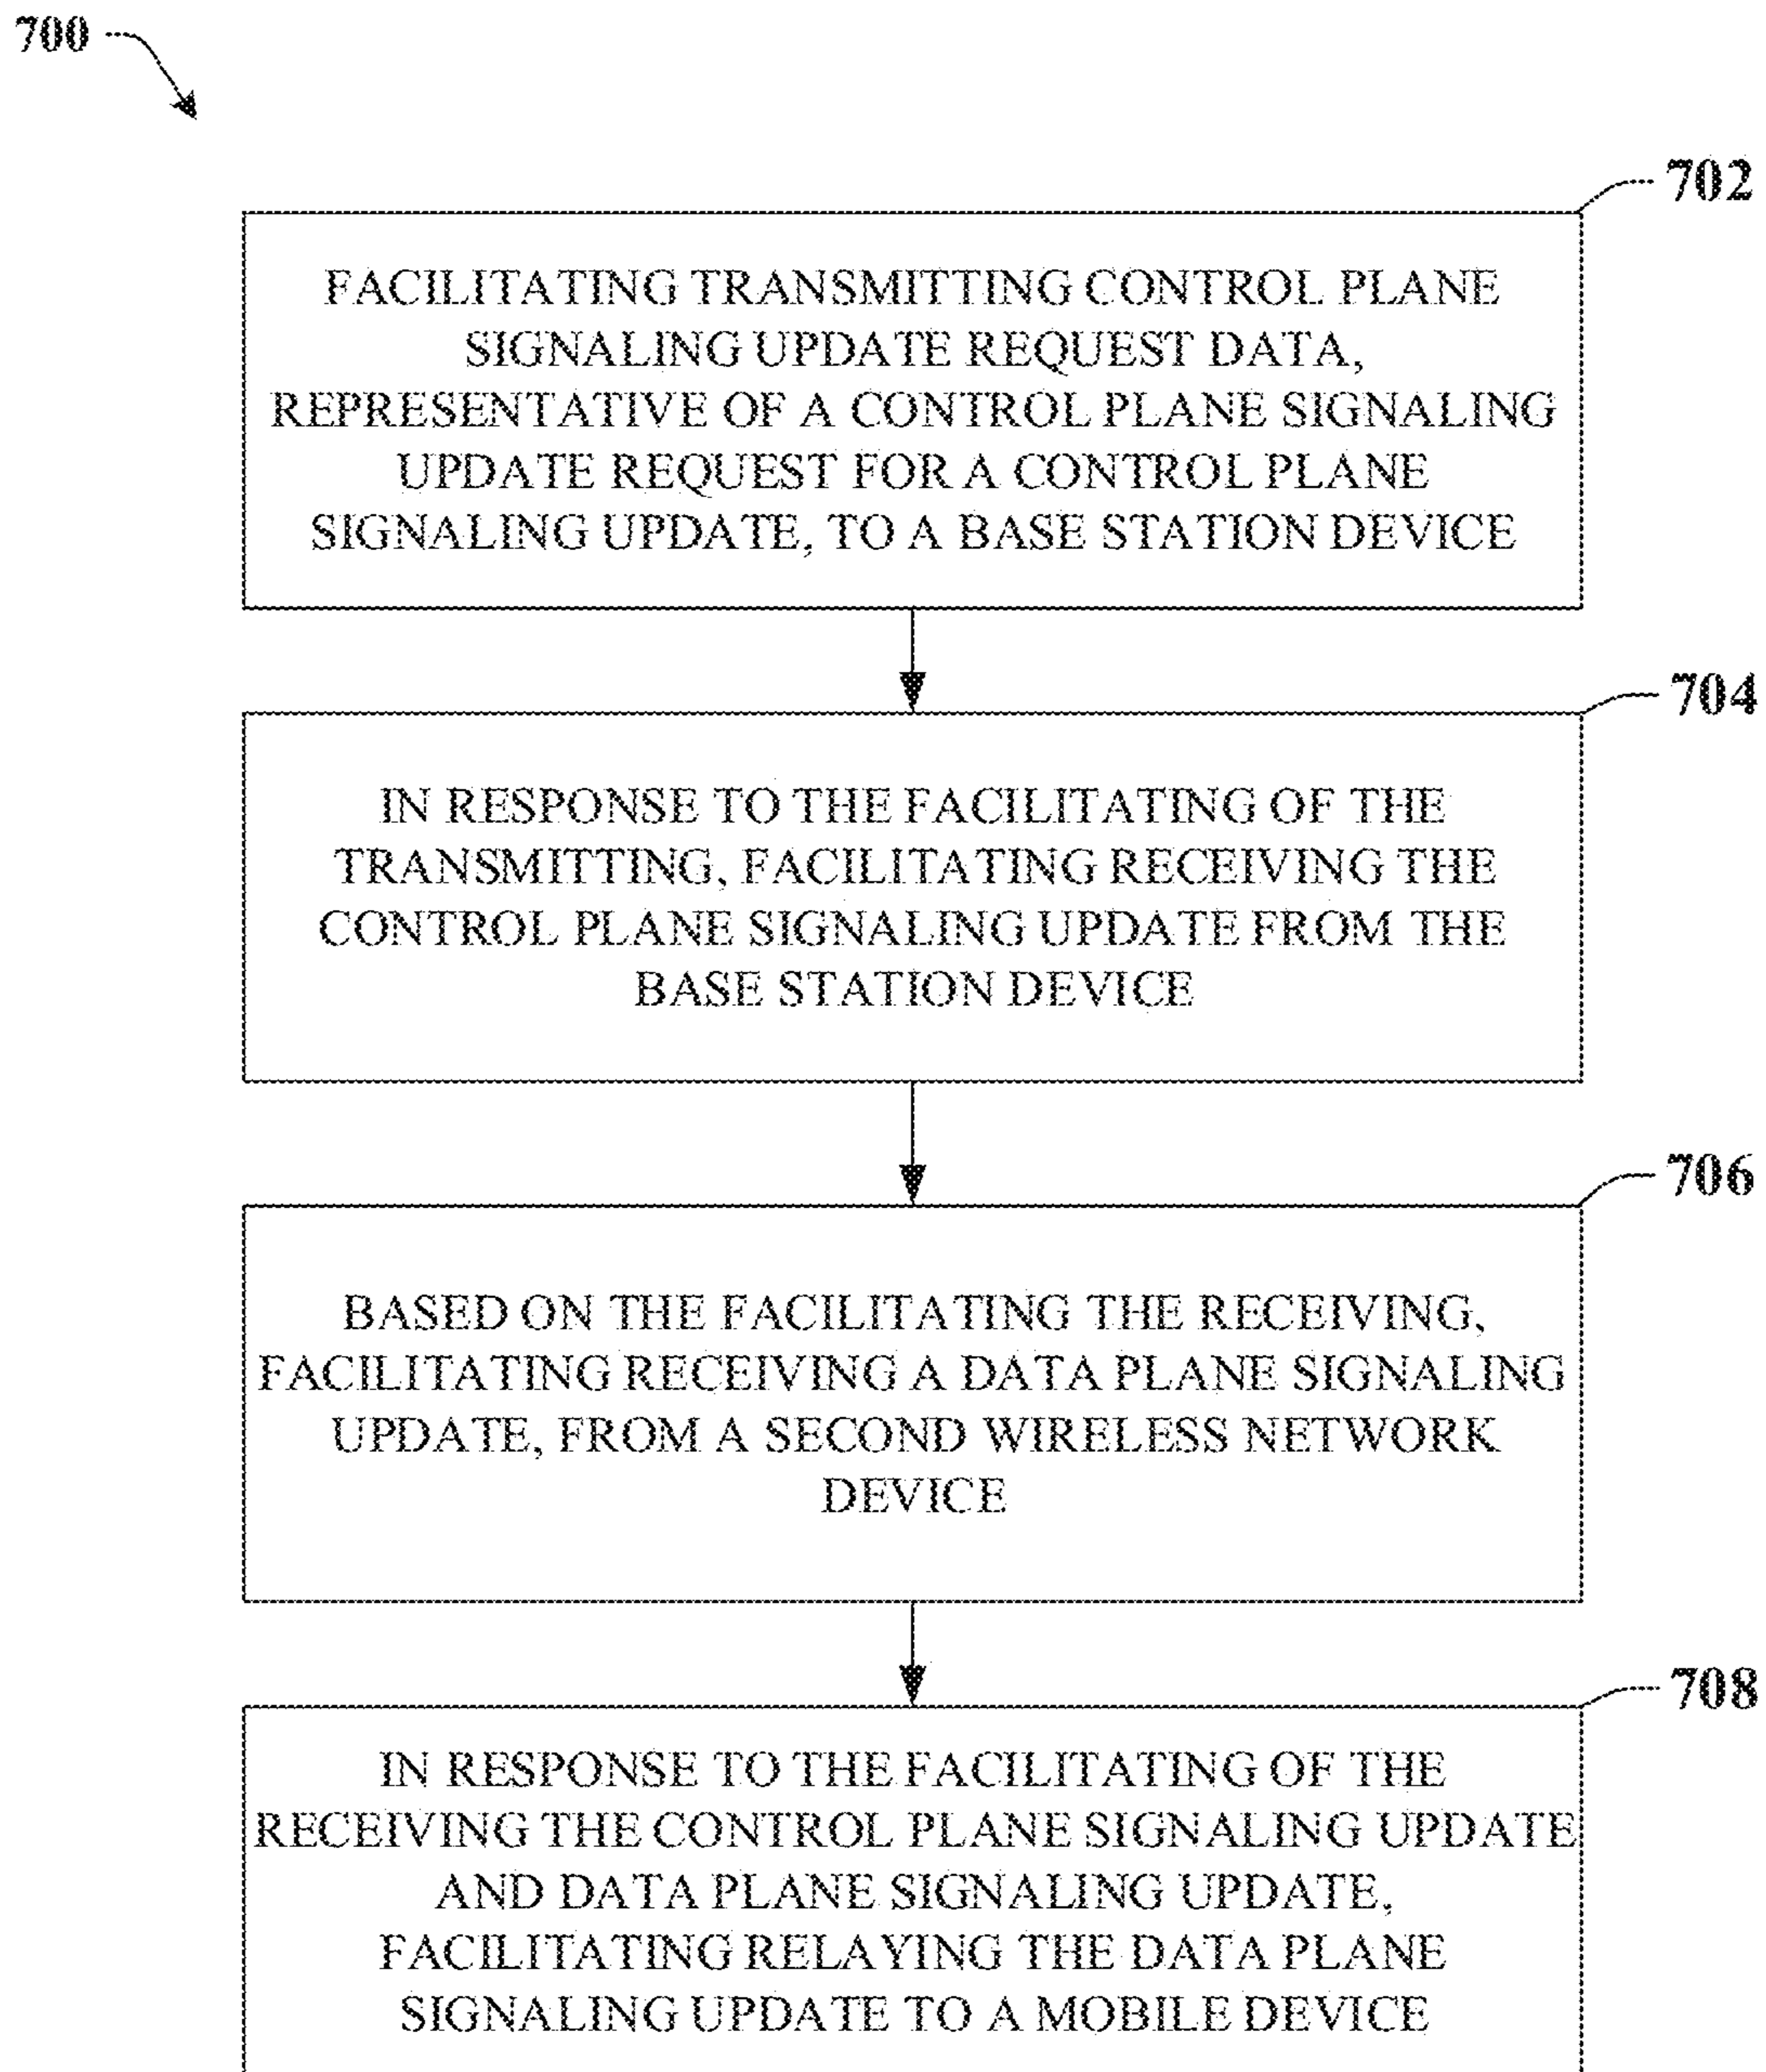 700
702
FACILITATING TRANSMITTING CONTROL PLANE
SIGNALING UPDATE REQUEST DATA,
REPRESENTATIVE OF A CONTROL PLANE SIGNALING
UPDATE REQUEST FOR A CONTROL PLANE
SIGNALING UPDATE, TO A BASE STATION DEVICE
704
IN RESPONSE TO THE FACILITATING OF THE
TRANSMITTING, FACILITATING RECEIVING THE
CONTROL PLANE SIGNALING UPDATE FROM THE
BASE STATION DEVICE
706
BASED ON THE FACILITATING THE RECEIVING,
FACILITATING RECEIVING A DATA PLANE SIGNALING
UPDATE, FROM A SECOND WIRELESS NETWORK
DEVICE
708
IN RESPONSE TO THE FACILITATING OF THE
RECEIVING THE CONTROL PLANE SIGNALING UPDATE
AND DATA PLANE SIGNALING UPDATE,
FACILITATING RELAYING THE DATA PLANE
SIGNALING UPDATE TO A MOBILE DEVICE